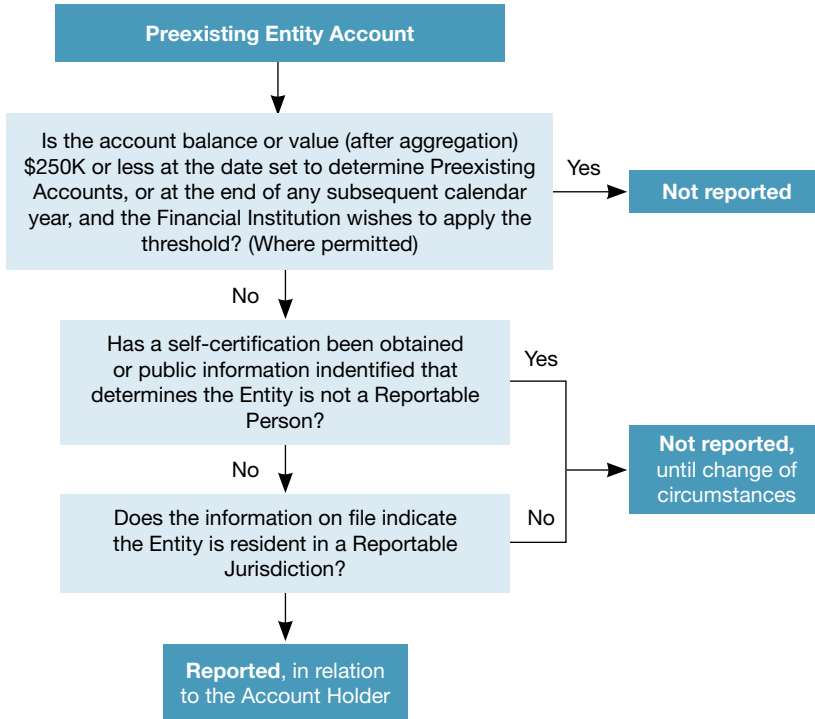 Preexisting Entity Account
Is the account balance or value (after aggregation)
$250K or less at the date set to determine Preexisting
Accounts, or at the end of any subsequent calendar
year, and the Financial Institution wishes to apply the
threshold? (Where permitted)
Yes
Not reported
No
Has a self-certification been obtained
or public information indentified that
determines the Entity is not a Reportable
Person?
Yes
Not reported,
until change of
circumstances
No
Does the information on file indicate
the Entity is resident in a Reportable
Jurisdiction?
No
Reported, in relation
to the Account Holder